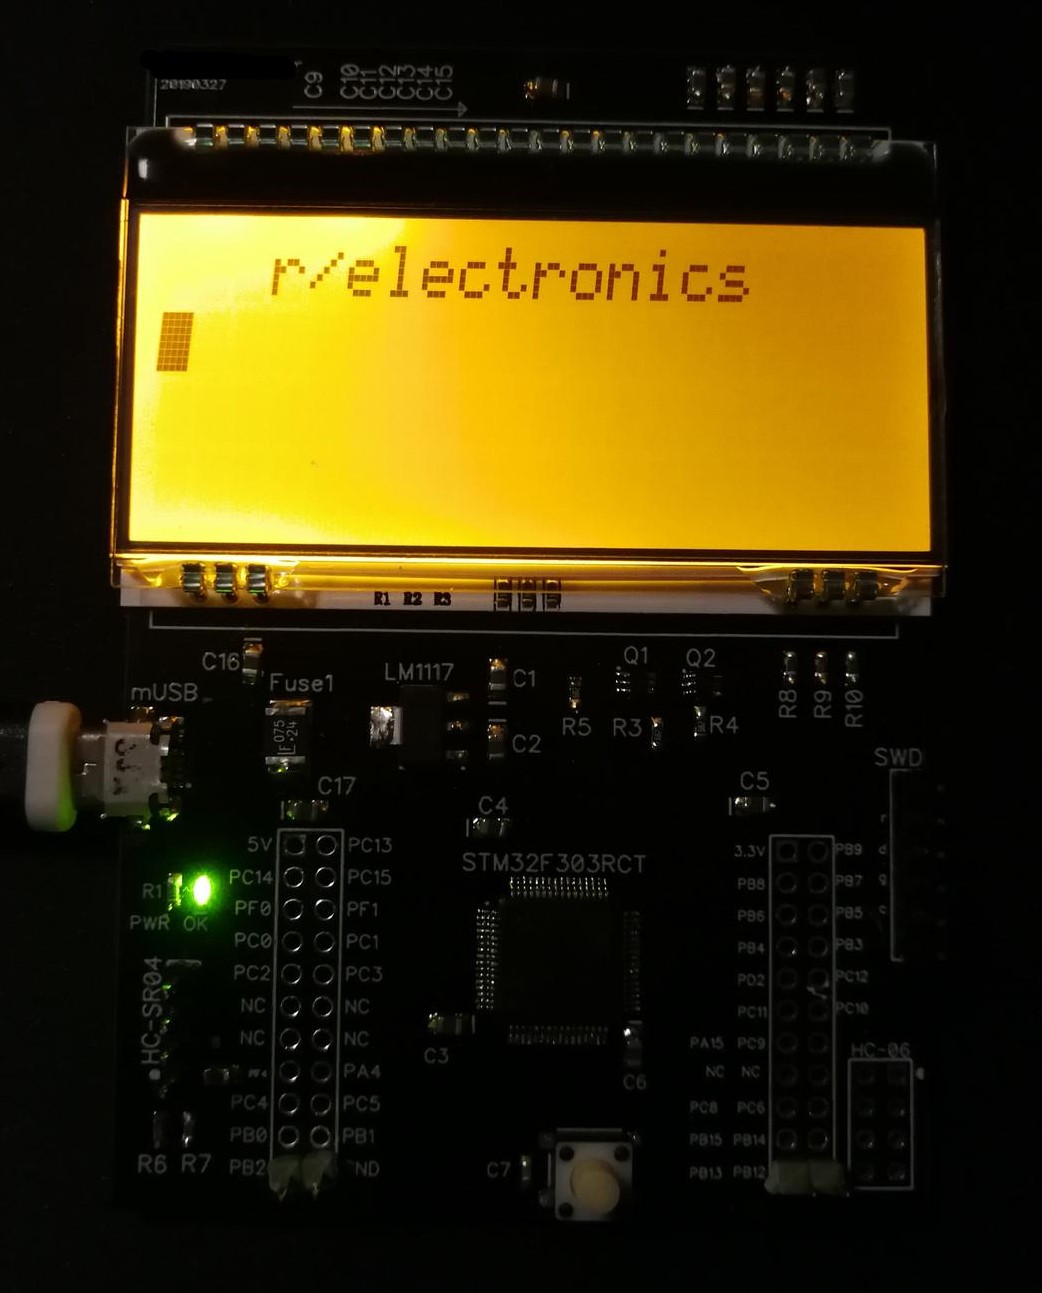 20190327
C9 C10 C11 C12 C13 C14 C15
r/electronics
R1 R2 R3
C16
mUSB
Fuse1
LM1117
C1
C2
R5
Q1 Q2
R3 R4
R8 R9 R10
F 075
24
C17
C4
C5
SWD
STM32F303RCT
R1
PWR OK
5V PC13
PC14 PC15
PF0 PF1
PC0 PC1
PC2 PC3
NC NC
NC NC
PF4 PA4
PC4 PC5
PB0 PB1
PB2 ND
3.3V PB9
PB8 PB7
PB6 PB5
PB4 PB3
PD2 PC12
PC11 PC10
PA15 PC9
NC NC
PC8 PC6
PB15 PB14
PB13 PB12
HC-SR04
HC-06
C3
C6
C7
R6 R7